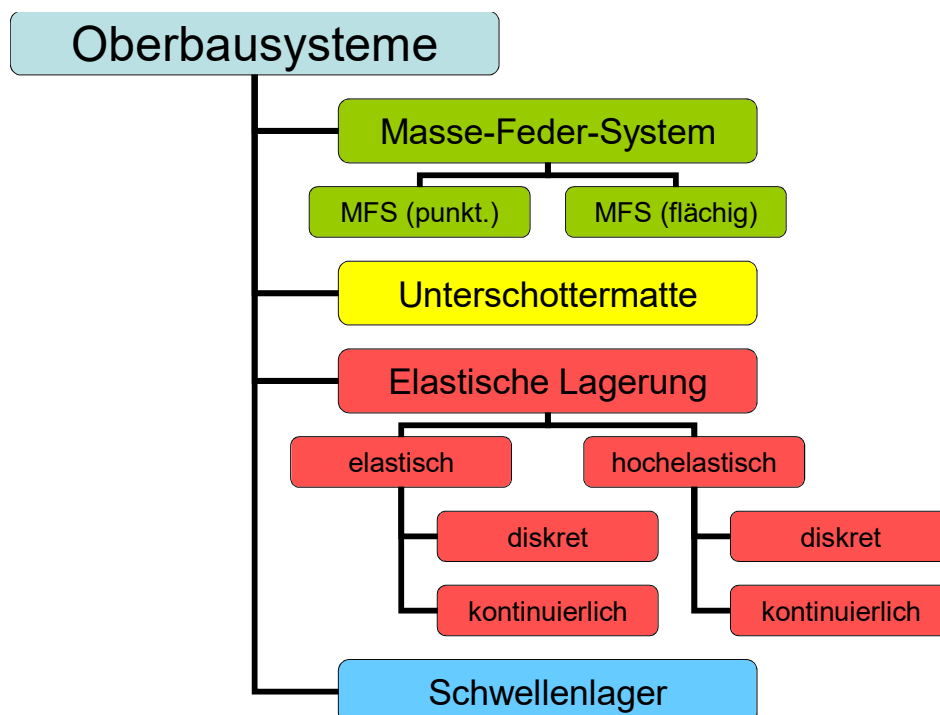 Oberbausysteme
Masse-Feder-System
MFS (punkt.)
MFS (flächig)
Unterschottermatte
Elastische Lagerung
elastisch
hochelastisch
diskret
diskret
kontinuierlich
kontinuierlich
Schwellenlager